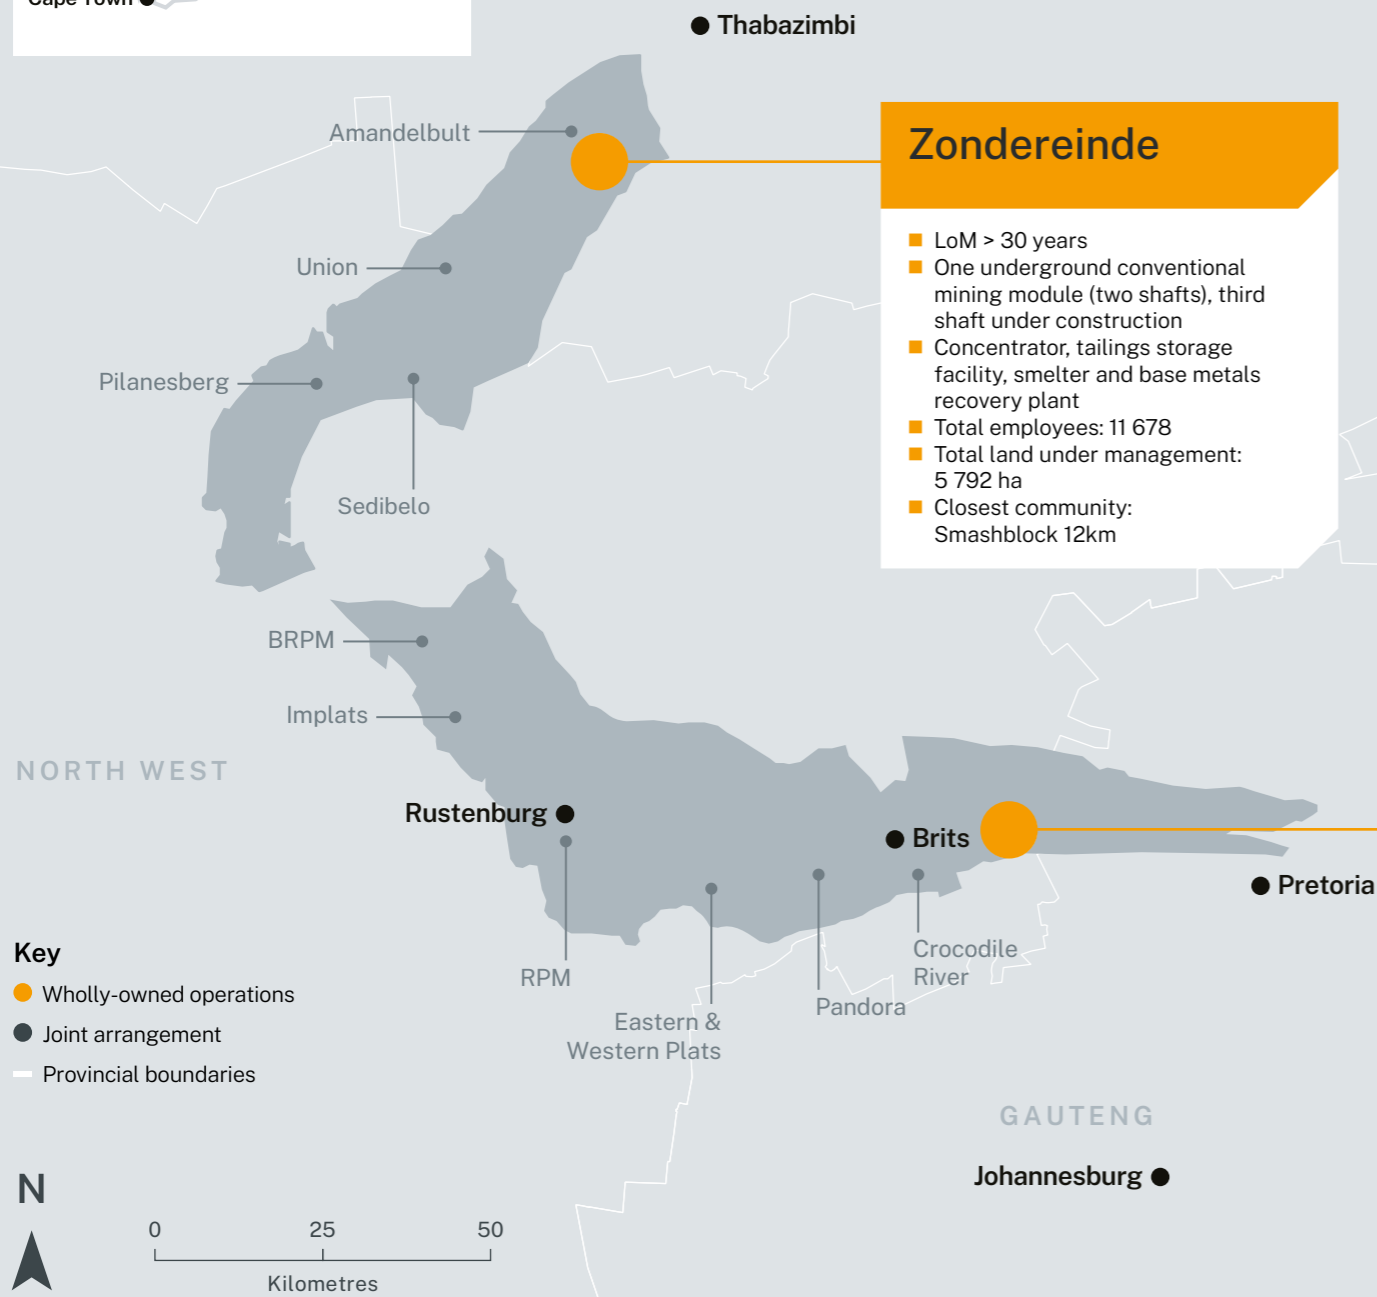 Cape Town
Thabazimbi
Amandelbult
Zondereinde
LoM > 30 years
One underground conventional
mining module (two shafts), third
shaft under construction
Concentrator, tailings storage
facility, smelter and base metals
recovery plant
Total employees: 11 678
Total land under management:
5 792 ha
Closest community:
Smashblock 12km
Union
Pilanesberg
Sedibelo
BRPM
Implats
NORTH WEST
Rustenburg
Brits
Pretoria
Crocodile
River
RPM
Pandora
Eastern &
Western Plats
Key
Wholly-owned operations
Joint arrangement
Provincial boundaries
GAUTENG
Johannesburg
N
0 25 50
Kilometres